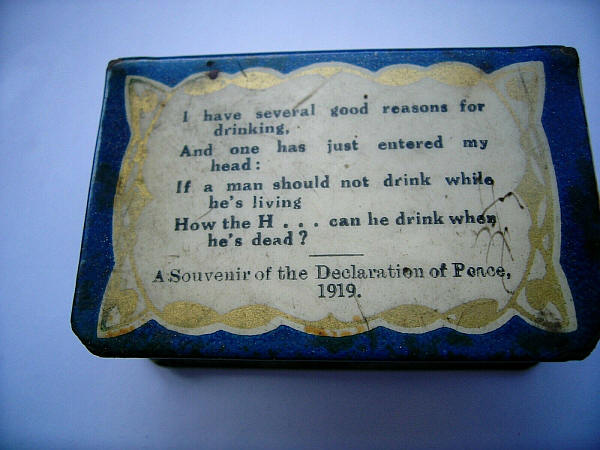 I have several good reasons for
drinking,
And one has just entered my
head:
If a man should not drink while
he's living
How the H . . . can he drink when
he's dead?
A Souvenir of the Declaration of Peace,
1919.